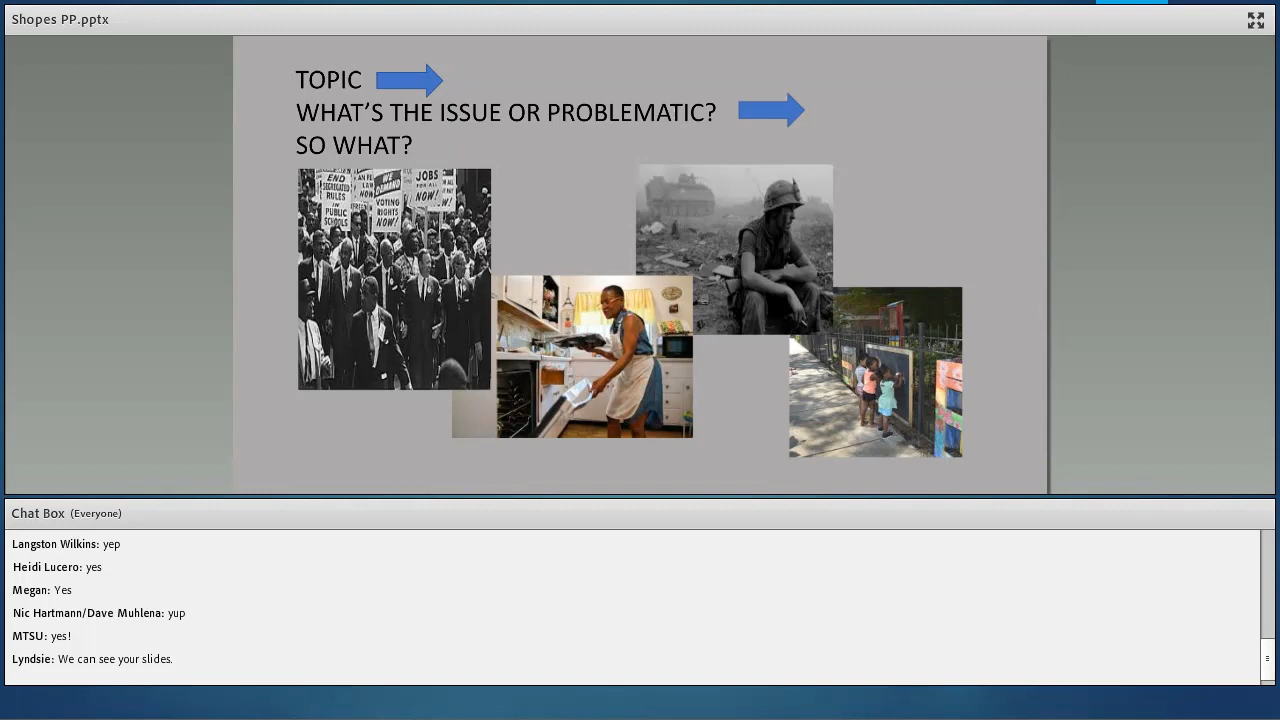 Shopes PP.pptx
TOPIC
WHAT'S THE ISSUE OR PROBLEMATIC?
SO WHAT?
END
SEGREGATED
RULES
IN
PUBLIC
SCHOOLS
WE
DEMAND
VOTING
RIGHTS
NOW!
JOBS
FOR ALL
NOW!
Chat Box (Everyone)
Langston Wilkins: yep
Heidi Lucero: yes
Megan: Yes
Nic Hartmann/Dave Muhlena: yup
MTSU: yes!
Lyndsie: We can see your slides.